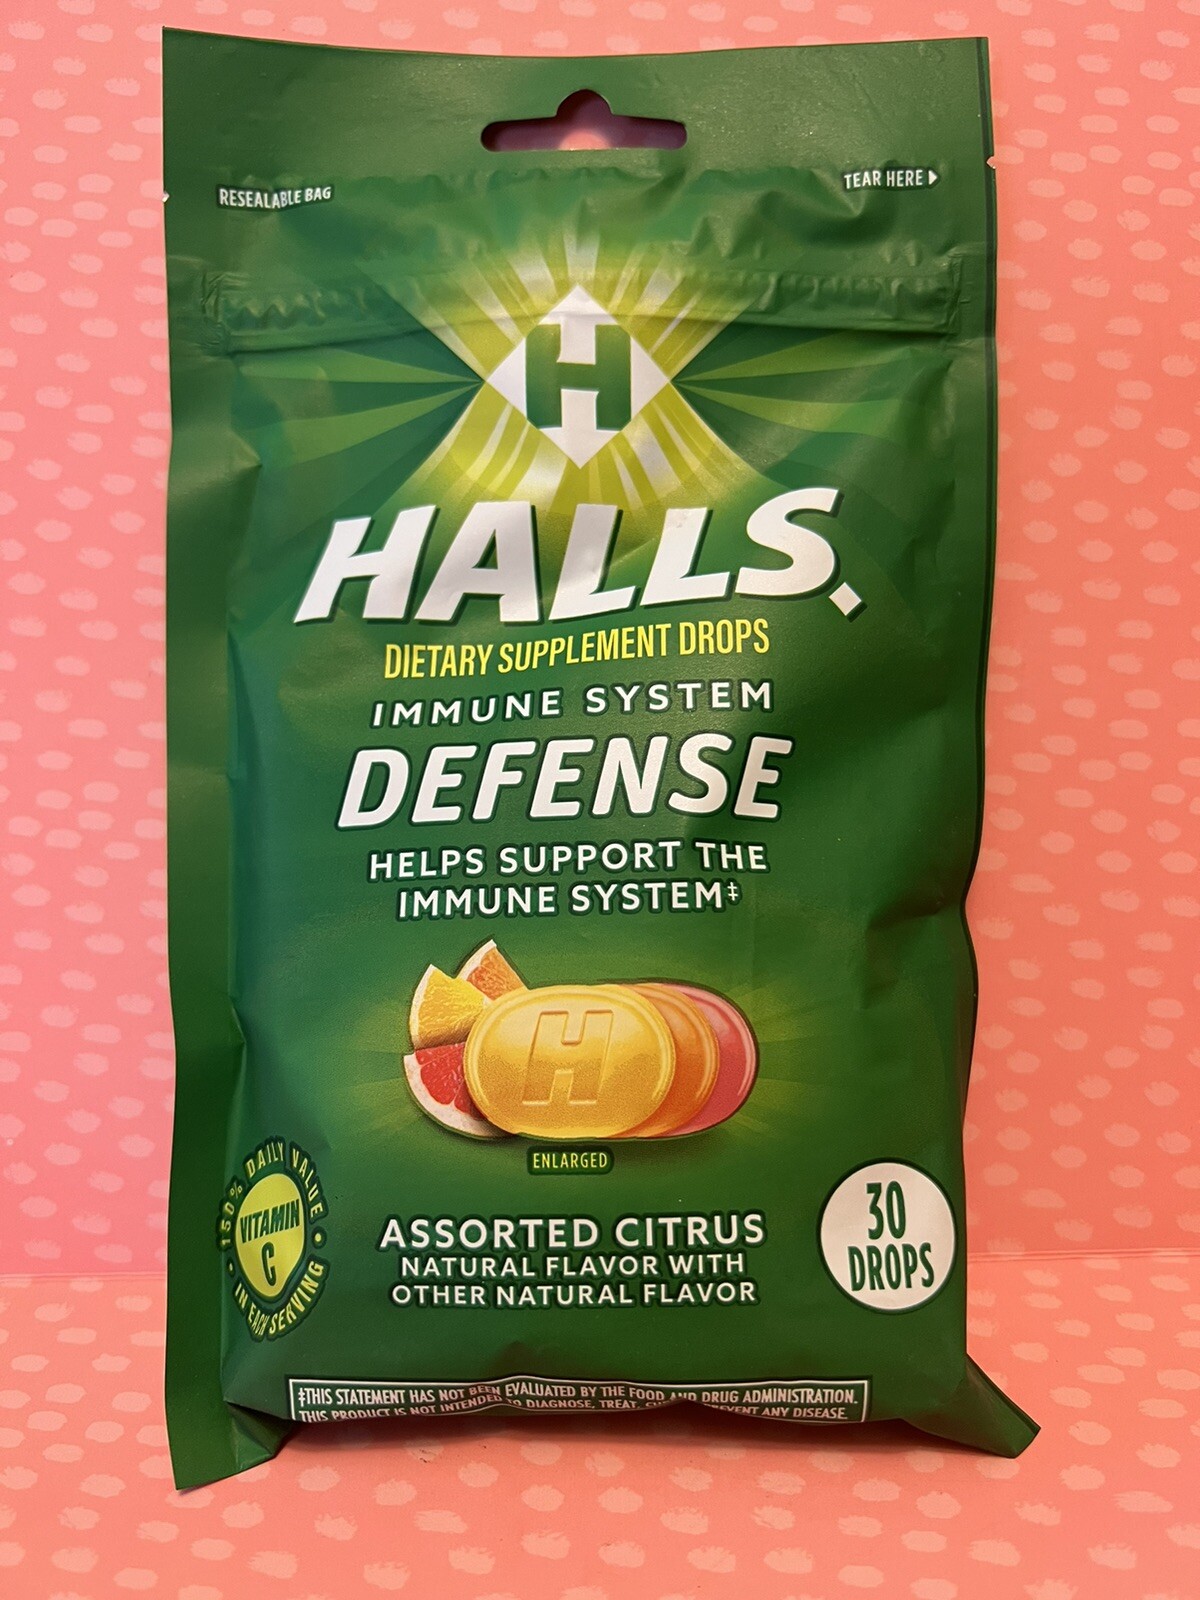 RESEALABLE BAG
TEAR HERE
H
HALLS.
DIETARY SUPPLEMENT DROPS
IMMUNE SYSTEM
DEFENSE
HELPS SUPPORT THE
IMMUNE SYSTEM‡
H
ENLARGED
150% DAILY VALUE
VITAMIN
C
IN EACH SERVING
ASSORTED CITRUS
NATURAL FLAVOR WITH
OTHER NATURAL FLAVOR
30
DROPS
‡THIS STATEMENT HAS NOT BEEN EVALUATED BY THE FOOD AND DRUG ADMINISTRATION.
THIS PRODUCT IS NOT INTENDED TO DIAGNOSE, TREAT, PREVENT ANY DISEASE.